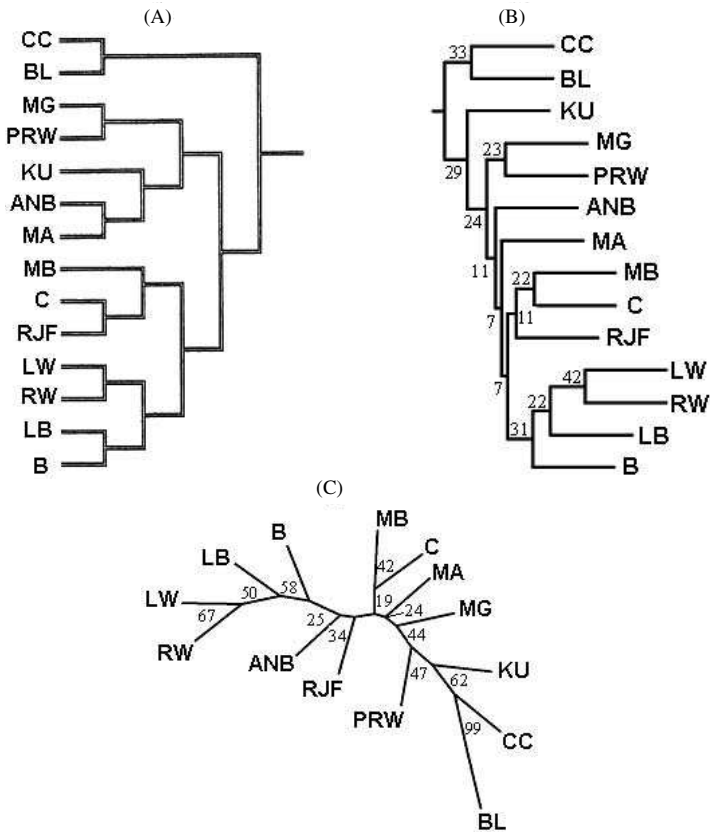 (A)
CC
BL
MG
PRW
KU
ANB
MA
MB
C
RJF
LW
RW
LB
B
(B)
33
CC
BL
KU
29
23
MG
PRW
24
ANB
11
MA
7
22
MB
C
11
RJF
7
42
LW
RW
22
LB
31
B
(C)
MB
B
C
LB
42
MA
LW
50
58
19
24
MG
67
25
44
RW
ANB
34
RJF
47
KU
62
PRW
99
CC
BL